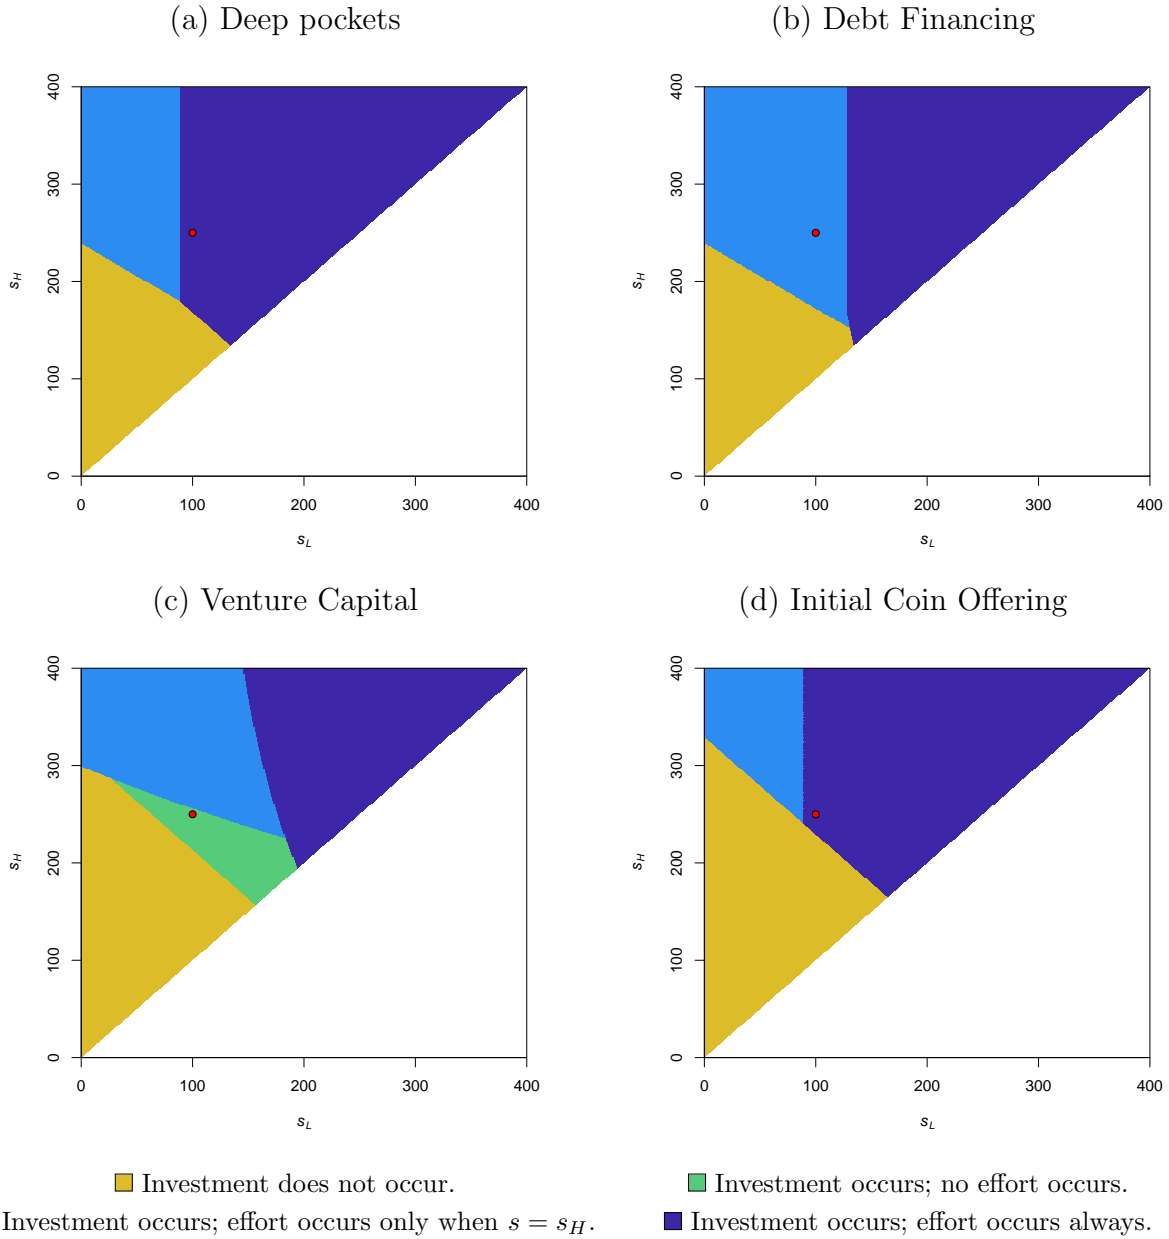 (a) Deep pockets
(b) Debt Financing
400
300
200
100
0
s_H
0 100 200 300 400
s_L
400
300
200
100
0
s_H
0 100 200 300 400
s_L
(c) Venture Capital
(d) Initial Coin Offering
400
300
200
100
0
s_H
0 100 200 300 400
s_L
400
300
200
100
0
s_H
0 100 200 300 400
s_L
Investment does not occur.
Investment occurs; no effort occurs.
Investment occurs; effort occurs only when s = s_H.
Investment occurs; effort occurs always.